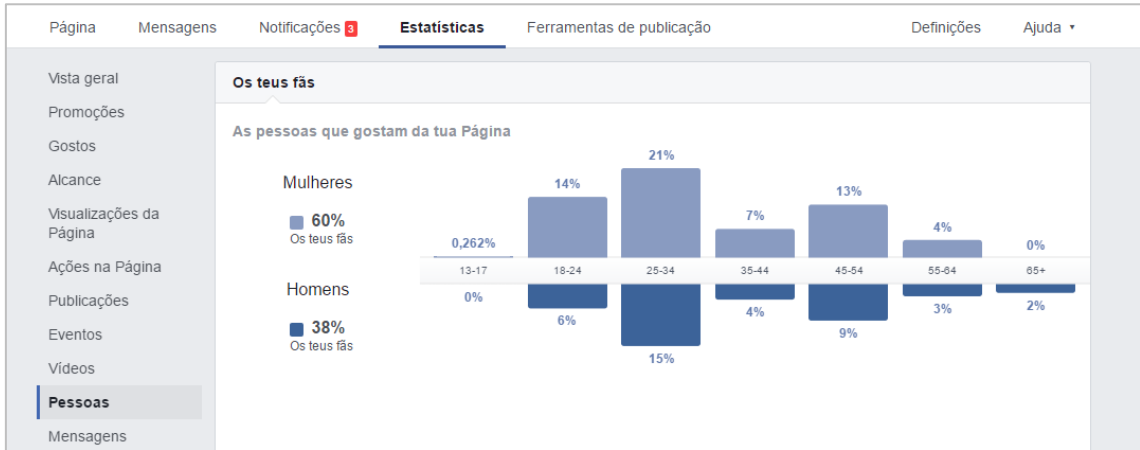 Página Mensagens Notificações 3 Estatísticas Ferramentas de publicação Definições Ajuda
Vista geral
Promoções
Gostos
Alcance
Visualizações da
Página
Ações na Página
Publicações
Eventos
Vídeos
Pessoas
Mensagens
Os teus fãs
As pessoas que gostam da tua Página
Mulheres
60%
Os teus fãs
Homens
38%
Os teus fãs
0,262% 14% 21% 7% 13% 4% 0%
13-17 18-24 25-34 35-44 45-54 55-64 65+
0% 6% 15% 4% 9% 3% 2%